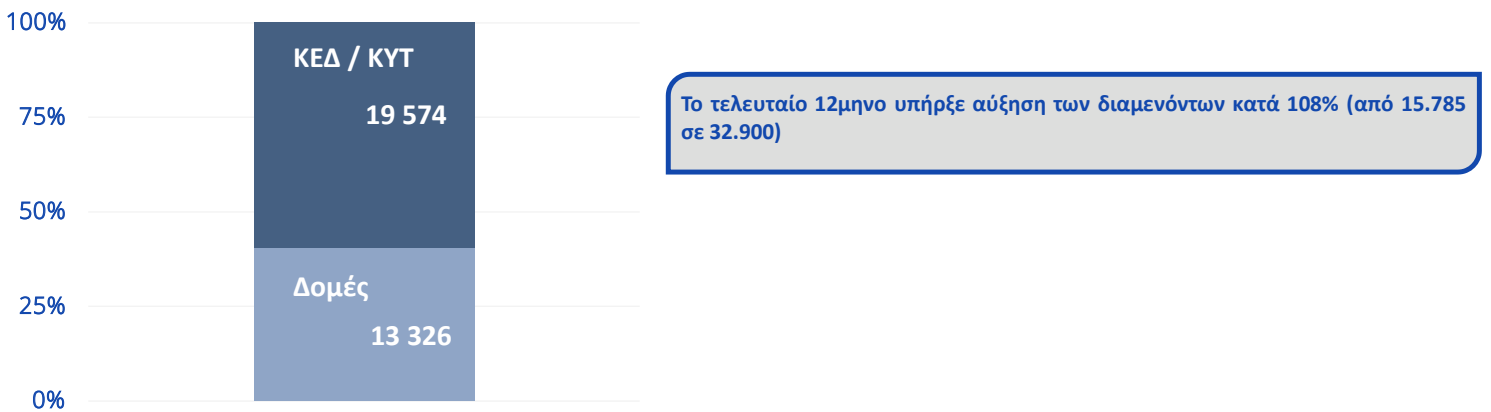 100%
ΚΕΔ / ΚΥΤ
19 574
75%
50%
Δομές
25%
13 326
0%
Το τελευταίο 12μηνο υπήρξε αύξηση των διαμενόντων κατά 108% (από 15.785
σε 32.900)